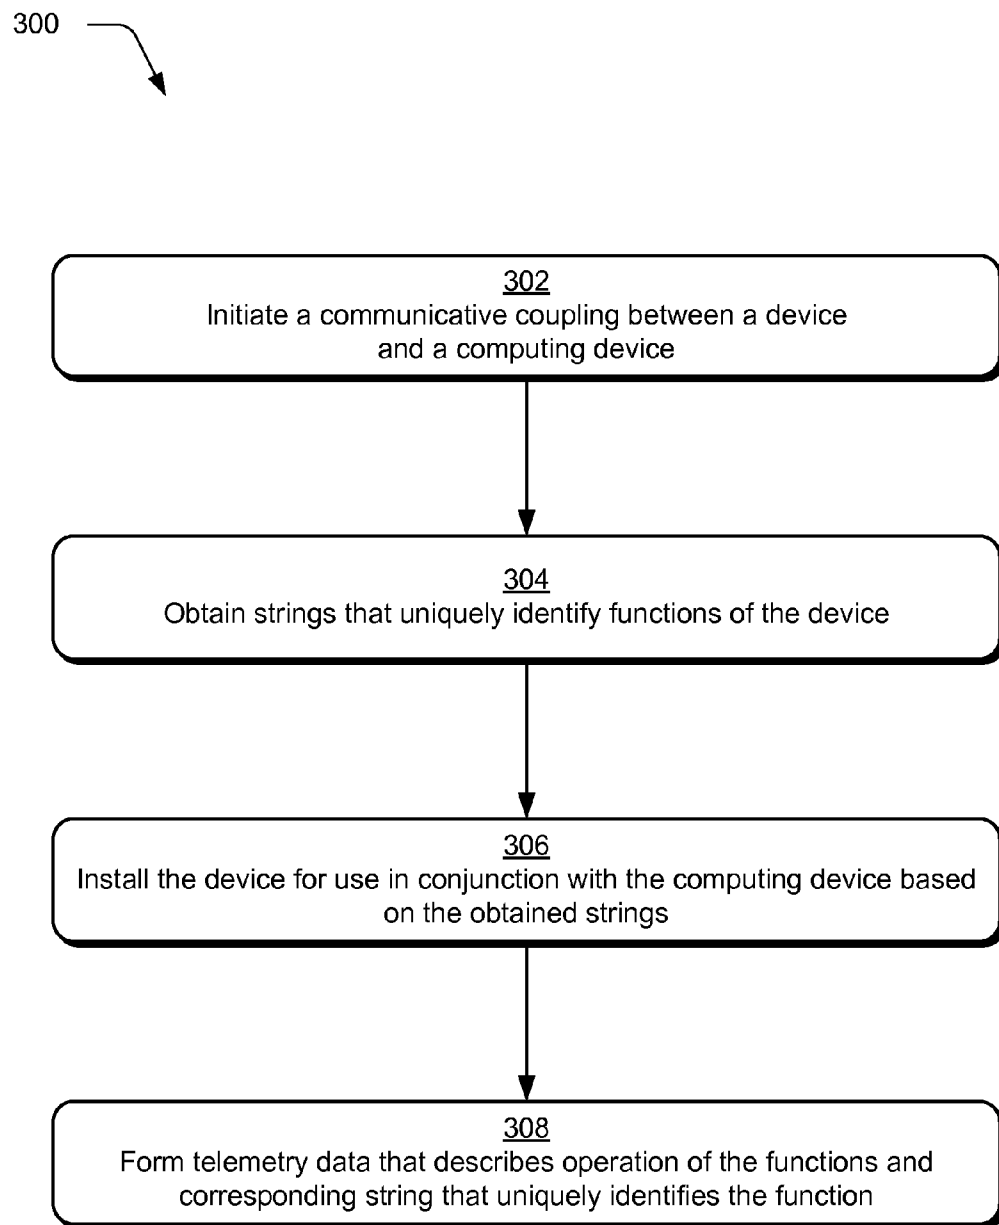 300
302
Initiate a communicative coupling between a device
and a computing device
304
Obtain strings that uniquely identify functions of the device
306
Install the device for use in conjunction with the computing device based
on the obtained strings
308
Form telemetry data that describes operation of the functions and
corresponding string that uniquely identifies the function